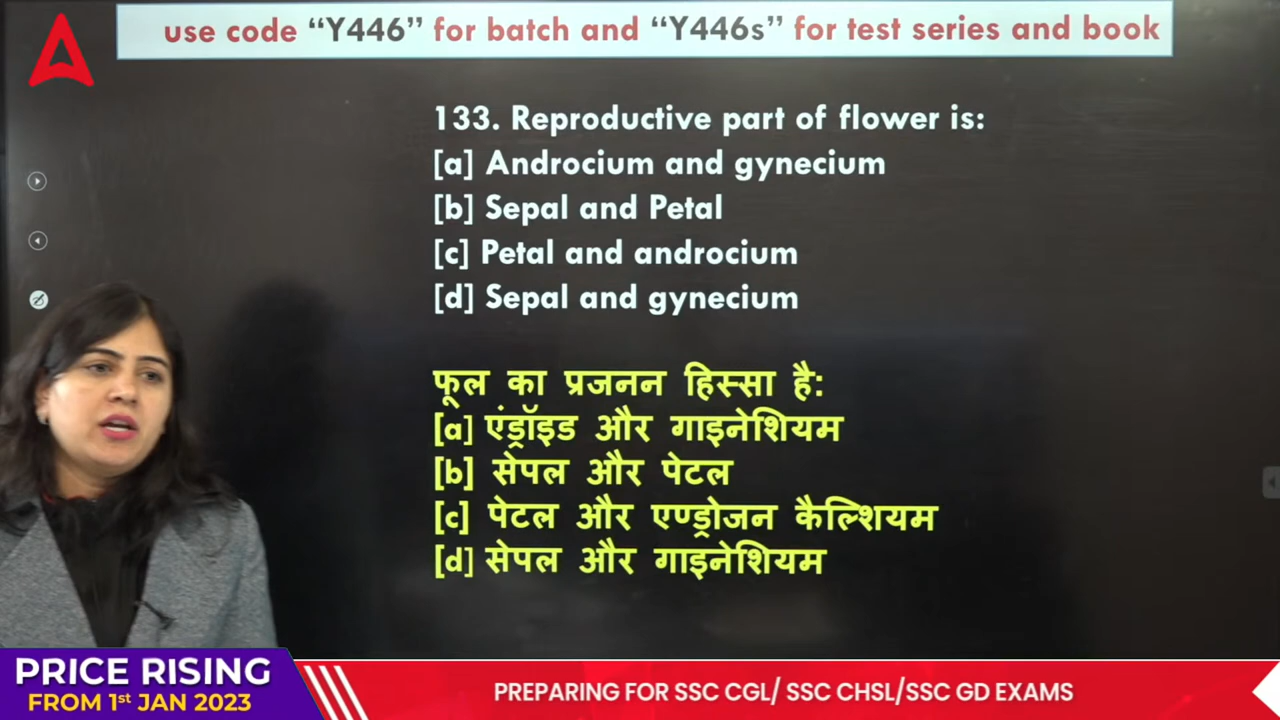 use code “Y446” for batch and “Y446s” for test series and book
133. Reproductive part of flower is:
[a] Androcium and gynecium
[b] Sepal and Petal
[c] Petal and androcium
[d] Sepal and gynecium
फूल का प्रजनन हिस्सा है:
[a] एंड्रॉइड और गाइनेशियम
[b] सेपल और पेटल
[c] पेटल और एण्ड्रोजन कैल्शियम
[d] सेपल और गाइनेशियम
PRICE RISING
FROM 1st JAN 2023
PREPARING FOR SSC CGL/ SSC CHSL/SSC GD EXAMS